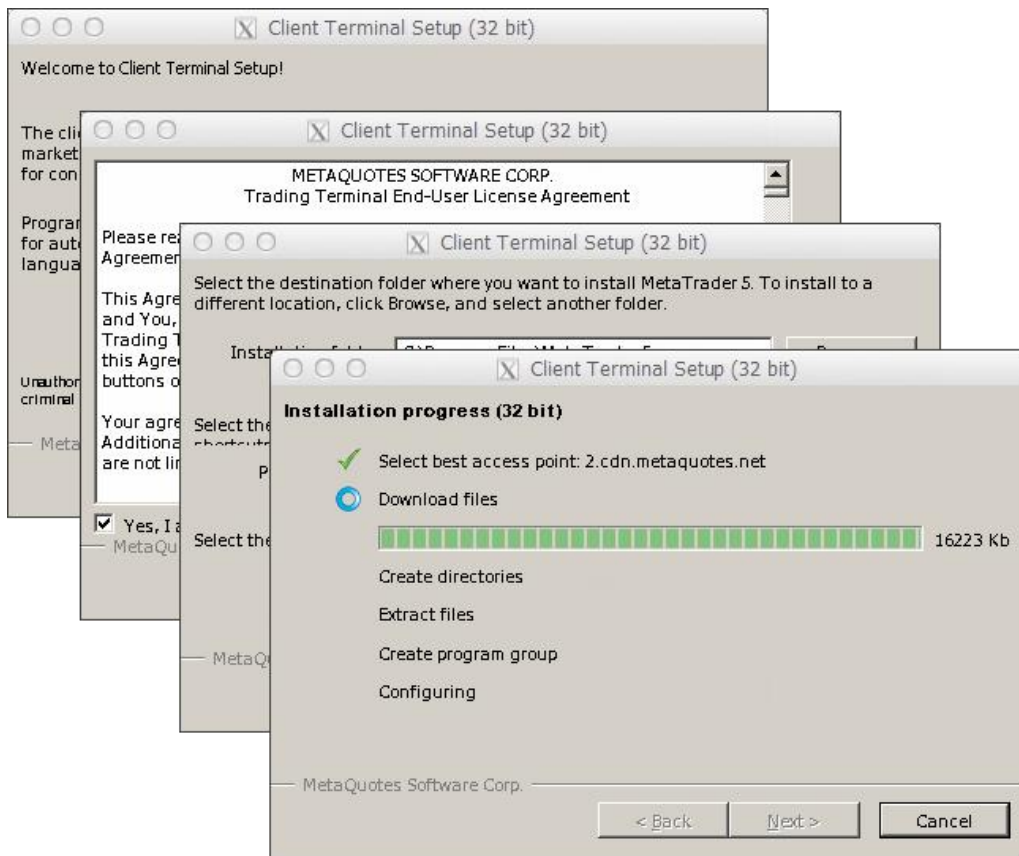 Client Terminal Setup (32 bit)
Welcome to Client Terminal Setup!
The cli
market
for con
Program
for auto
langua
Unauthor
criminal
Meta
Client Terminal Setup (32 bit)
METAQUOTES SOFTWARE CORP.
Trading Terminal End-User License Agreement
Please rea
Agreemen
This Agre
and You,
Trading T
this Agree
buttons o
Your agre
Additiona
are not lin
Yes, I a
MetaQu
Client Terminal Setup (32 bit)
Select the destination folder where you want to install MetaTrader 5. To install to a
different location, click Browse, and select another folder.
Select the
Select the
MetaQu
Client Terminal Setup (32 bit)
Installation progress (32 bit)
Select best access point: 2.cdn.metaquotes.net
Download files
16223 Kb
Create directories
Extract files
Create program group
Configuring
MetaQuotes Software Corp.
< Back Next > Cancel